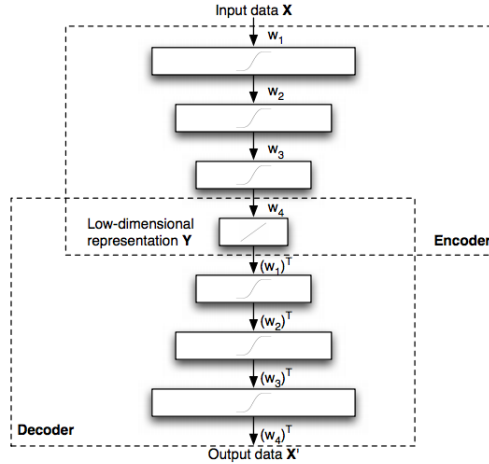 Input data X
w1
w2
w3
w4
Low-dimensional
representation Y
Encoder
(w1)T
(w2)T
(w3)T
Decoder
(w4)T
Output data X'